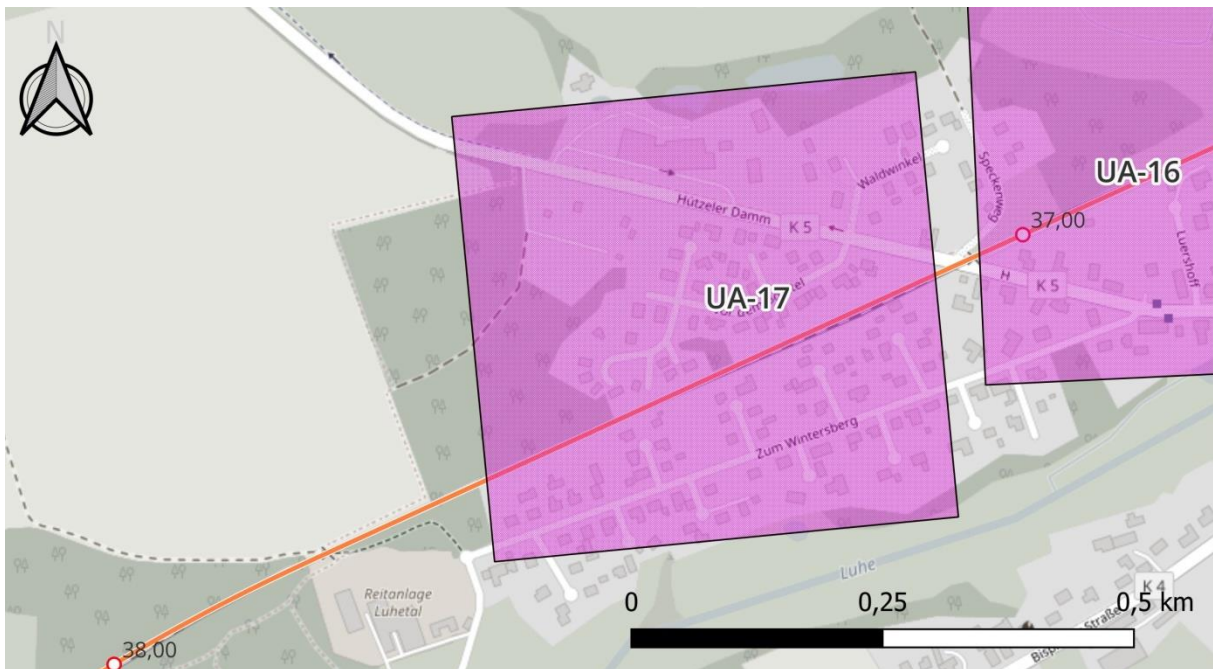 N
Waldwinkel
Speckenweg
UA-16
Hützeler Damm
K 5
37,00
Luershoff
H
K 5
UA-17
Zum Wintersberg
Luhe
Reitanlage
Luhetal
K 4
0
0,25
0,5 km
38,00